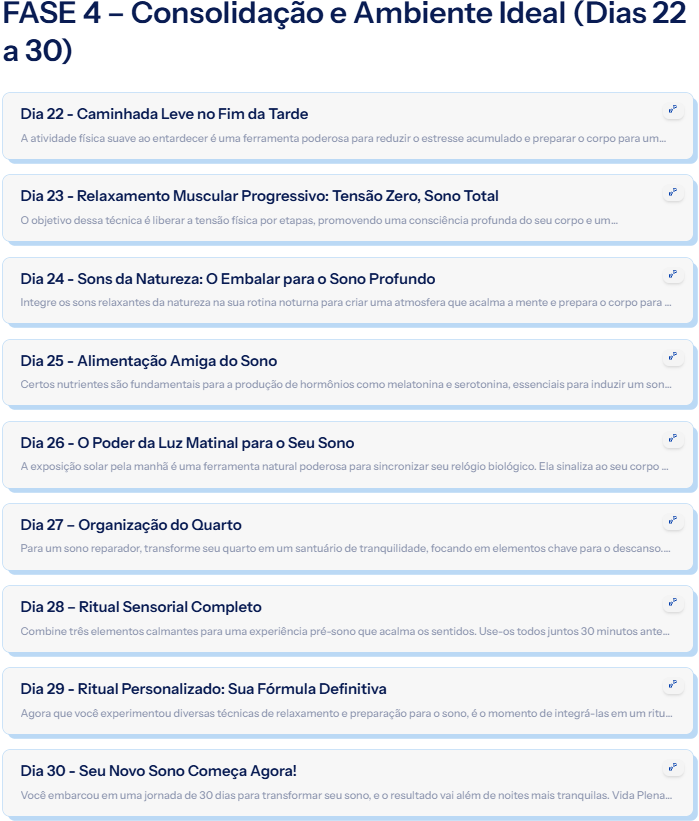 FASE 4 – Consolidação e Ambiente Ideal (Dias 22
a 30)
Dia 22 - Caminhada Leve no Fim da Tarde
A atividade física suave ao entardecer é uma ferramenta poderosa para reduzir o estresse acumulado e preparar o corpo para um...
Dia 23 - Relaxamento Muscular Progressivo: Tensão Zero, Sono Total
O objetivo dessa técnica é liberar a tensão física por etapas, promovendo uma consciência profunda do seu corpo e um...
Dia 24 - Sons da Natureza: O Embalar para o Sono Profundo
Integre os sons relaxantes da natureza na sua rotina noturna para criar uma atmosfera que acalma a mente e prepara o corpo para ...
Dia 25 - Alimentação Amiga do Sono
Certos nutrientes são fundamentais para a produção de hormônios como melatonina e serotonina, essenciais para induzir um son...
Dia 26 - O Poder da Luz Matinal para o Seu Sono
A exposição solar pela manhã é uma ferramenta natural poderosa para sincronizar seu relógio biológico. Ela sinaliza ao seu corpo ...
Dia 27 – Organização do Quarto
Para um sono reparador, transforme seu quarto em um santuário de tranquilidade, focando em elementos chave para o descanso....
Dia 28 – Ritual Sensorial Completo
Combine três elementos calmantes para uma experiência pré-sono que acalma os sentidos. Use-os todos juntos 30 minutos ante...
Dia 29 - Ritual Personalizado: Sua Fórmula Definitiva
Agora que você experimentou diversas técnicas de relaxamento e preparação para o sono, é o momento de integrá-las em um ritu...
Dia 30 - Seu Novo Sono Começa Agora!
Você embarcou em uma jornada de 30 dias para transformar seu sono, e o resultado vai além de noites mais tranquilas. Vida Plena...